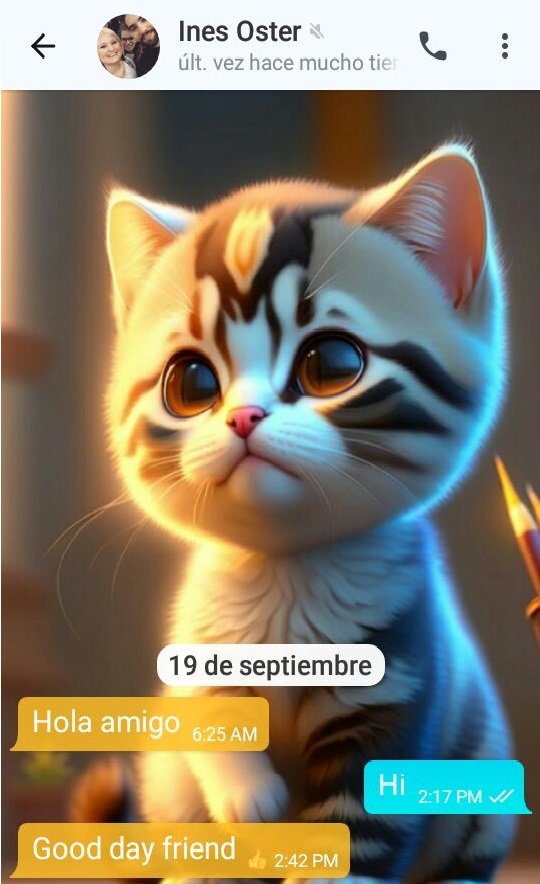 Ines Oster
últ. vez hace mucho
19 de septiembre
Hola amigo 6:25 AM
Hi 2:17 PM
Good day friend 👍 2:42 PM